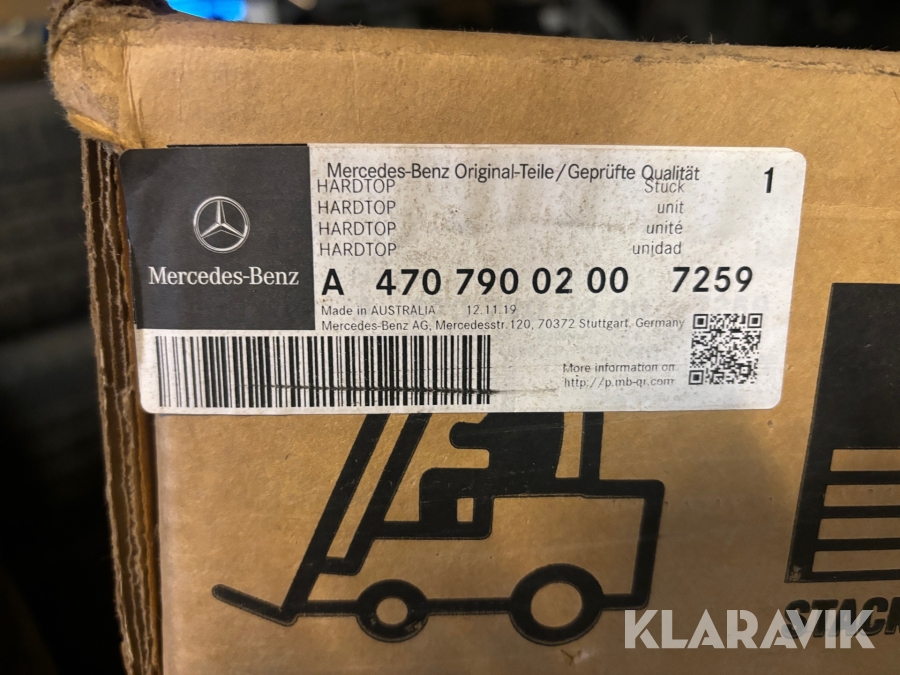 Mercedes-Benz Original-Teile/Geprüfte Qualität 1
HARDTOP Stück
HARDTOP unit
HARDTOP unité
HARDTOP unidad
Mercedes-Benz
A 470 790 02 00 7259
Made in AUSTRALIA 12.11.19
Mercedes-Benz AG, Mercedesstr.120, 70372 Stuttgart, Germany
More information on
http://p.mb-qr.com
STACK
KLARAVIK